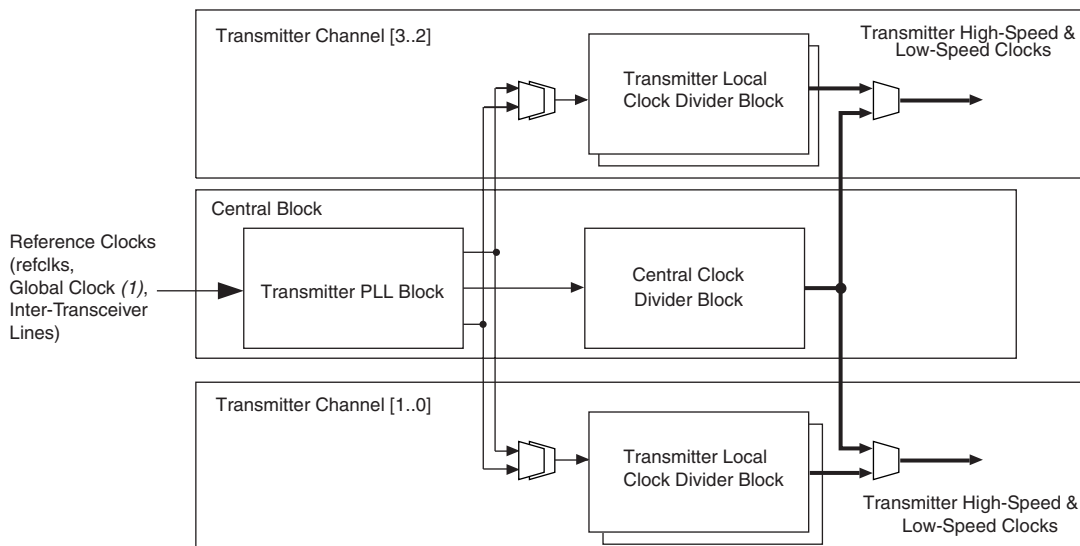 Transmitter Channel [3..2]
Transmitter High-Speed &
Low-Speed Clocks
Transmitter Local
Clock Divider Block
Central Block
Reference Clocks
(refclks,
Global Clock (1),
Inter-Transceiver
Lines)
Transmitter PLL Block
Central Clock
Divider Block
Transmitter Channel [1..0]
Transmitter Local
Clock Divider Block
Transmitter High-Speed &
Low-Speed Clocks